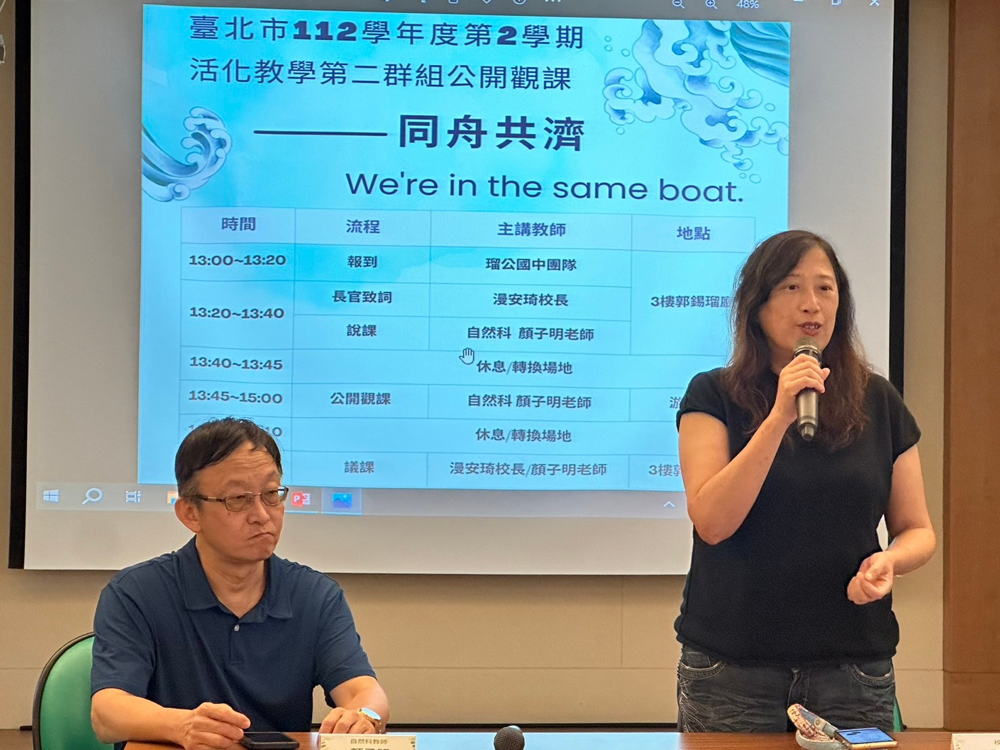 48%
臺北市112學年度第2學期
活化教學第二群組公開觀課
——同舟共濟
We're in the same boat.
時間 流程 主講教師 地點
13:00~13:20 報到 瑠公國中團隊
長官致詞 漫安琦校長 3樓郭錫瑠
13:20~13:40
說課 自然科 顏子明老師
13:40~13:45 休息/轉換場地
13:45~15:00 公開觀課 自然科 顏子明老師 游
10 休息/轉換場地
議課 漫安琦校長/顏子明老師 3樓郭
自然科教師